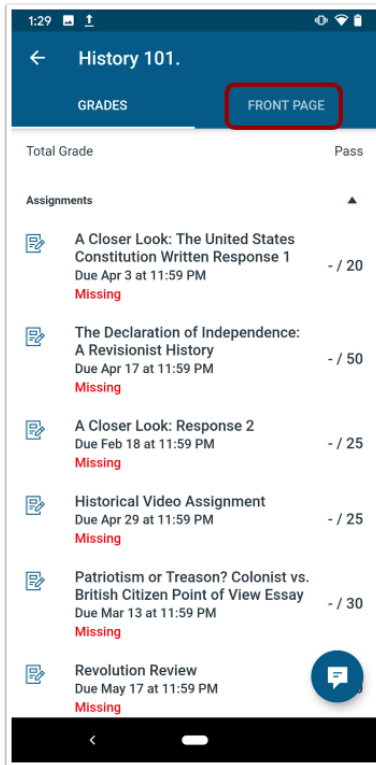 1:29
History 101.
GRADES
FRONT PAGE
Total Grade
Pass
Assignments
A Closer Look: The United States
Constitution Written Response 1
Due Apr 3 at 11:59 PM
- / 20
Missing
The Declaration of Independence:
A Revisionist History
Due Apr 17 at 11:59 PM
- / 50
Missing
A Closer Look: Response 2
Due Feb 18 at 11:59 PM
- / 25
Missing
Historical Video Assignment
Due Apr 29 at 11:59 PM
- / 25
Missing
Patriotism or Treason? Colonist vs.
British Citizen Point of View Essay
Due Mar 13 at 11:59 PM
- / 30
Missing
Revolution Review
Due May 17 at 11:59 PM
Missing